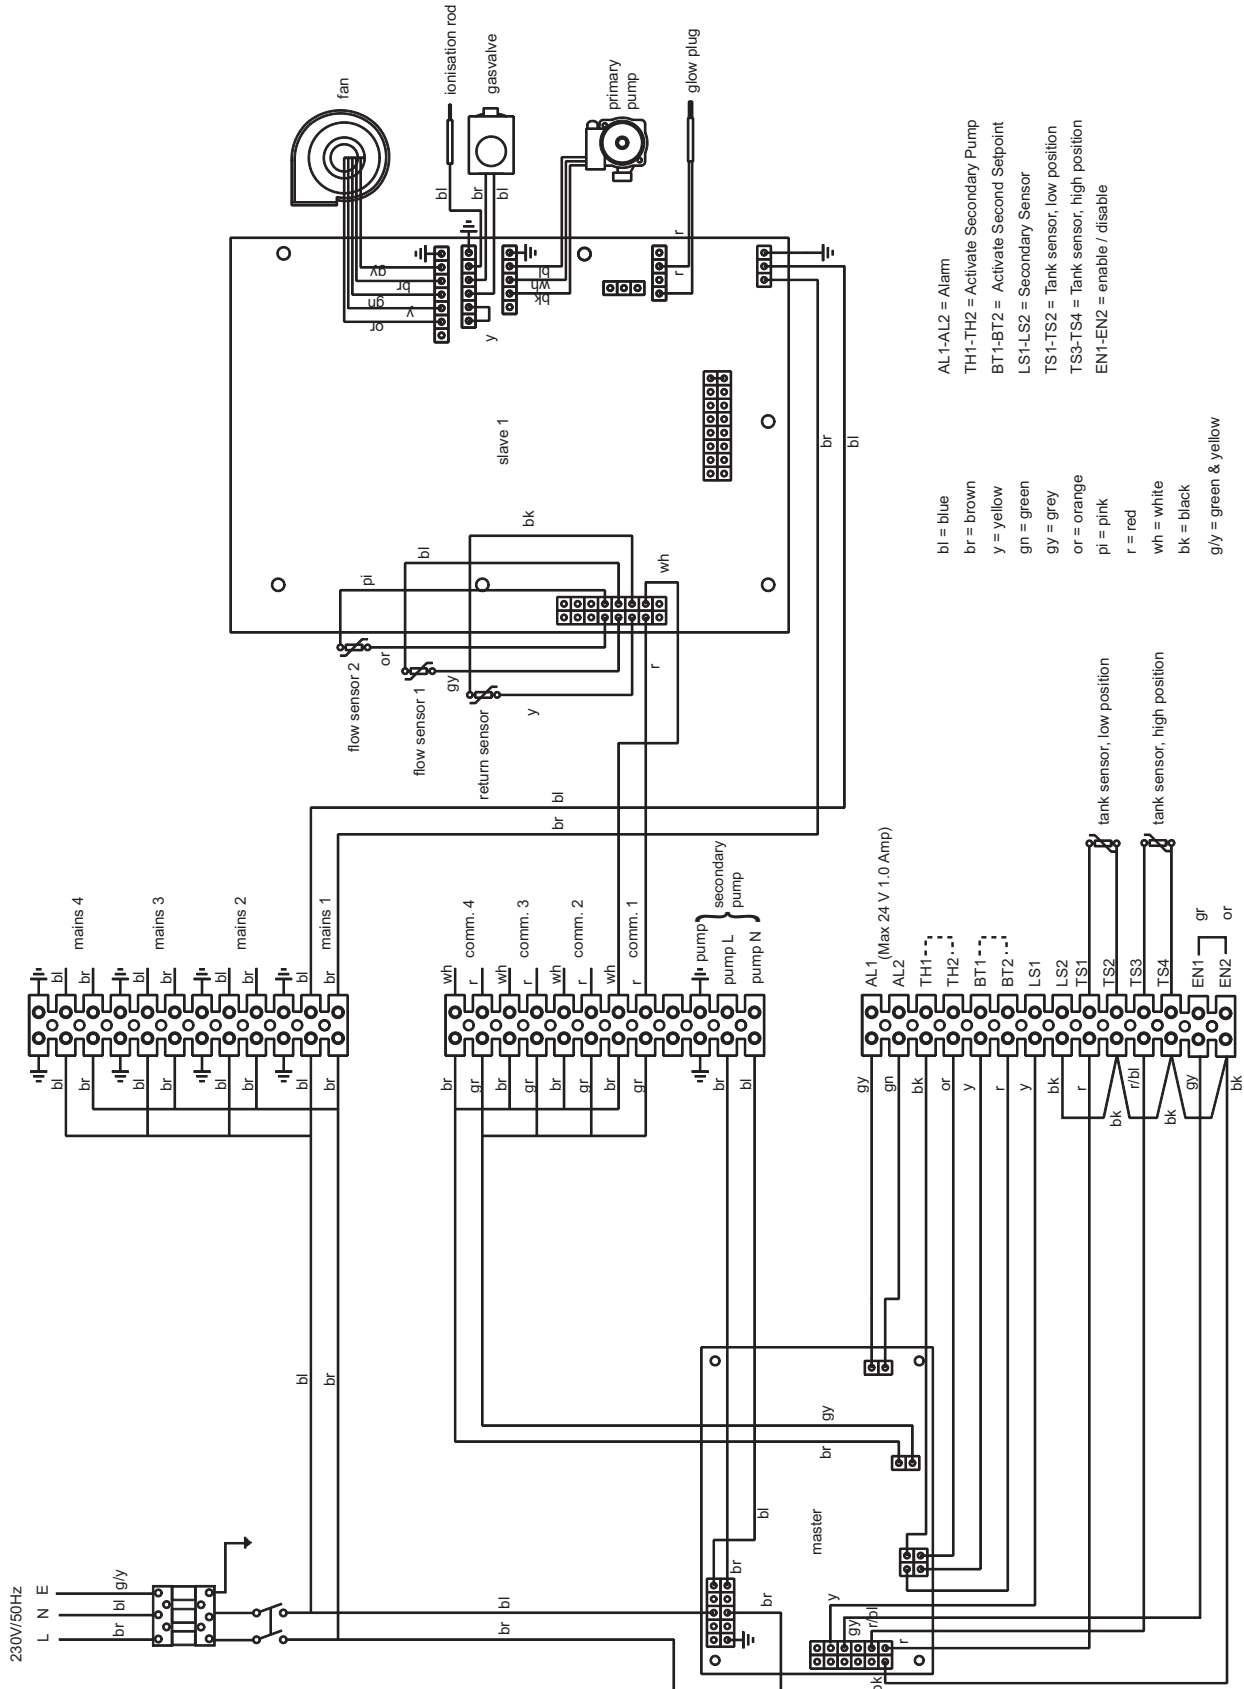 230V/50Hz
L N E
br bl g/y
bl
br
bl
br
mains 4
mains 3
mains 2
mains 1
bl
br
bl
br
bl
br
bl
br
bl
br
bl
br
bl
br
bl
br
br
bl
comm. 4
comm. 3
comm. 2
comm. 1
wh
r
wh
r
wh
r
wh
r
br
gr
br
gr
br
gr
br
gr
pump
pump L
pump N
secondary
pump
br
bl
AL1
(Max 24 V 1.0 Amp)
AL2
TH1
TH2
BT1
BT2
LS1
LS2
TS1
TS2
TS3
TS4
EN1
EN2
gr
or
gy
gn
bk
or
y
r
y
bk
r
bk
r/bl
bk
gy
bk
tank sensor, low position
tank sensor, high position
master
gy
br
bl
br
br
y
gy
r/bl
r
bk
flow sensor 2
flow sensor 1
return sensor
pi
or
bl
gy
bk
y
wh
r
slave 1
br
bl
fan
gy
br
gn
y
or
ionisation rod
bl
gasvalve
br
bl
y
primary
pump
bl
wh
bk
glow plug
r
r
bl = blue
br = brown
y = yellow
gn = green
gy = grey
or = orange
pi = pink
r = red
wh = white
bk = black
g/y = green & yellow
AL1-AL2 = Alarm
TH1-TH2 = Activate Secondary Pump
BT1-BT2 = Activate Second Setpoint
LS1-LS2 = Secondary Sensor
TS1-TS2 = Tank sensor, low position
TS3-TS4 = Tank sensor, high position
EN1-EN2 = enable / disable